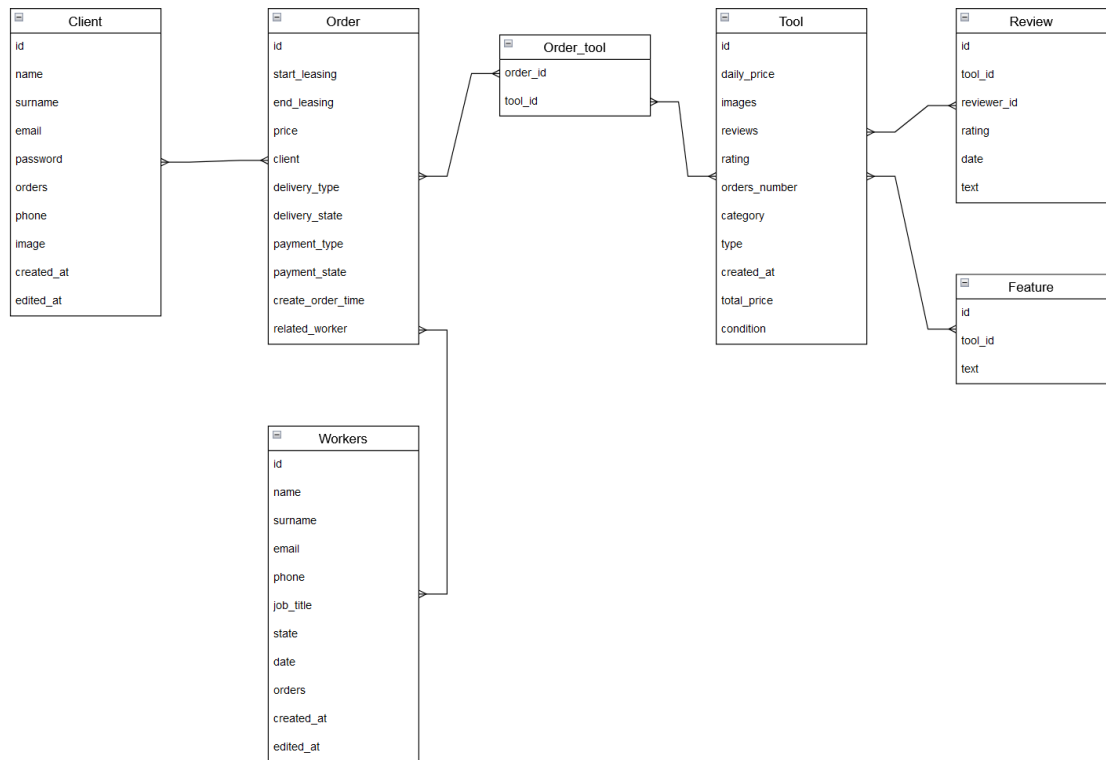 Client
id
name
surname
email
password
orders
phone
image
created_at
edited_at
Order
id
start_leasing
end_leasing
price
client
delivery_type
delivery_state
payment_type
payment_state
create_order_time
related_worker
Order_tool
order_id
tool_id
Tool
id
daily_price
images
reviews
rating
orders_number
category
type
created_at
total_price
condition
Review
id
tool_id
reviewer_id
rating
date
text
Feature
id
tool_id
text
Workers
id
name
surname
email
phone
job_title
state
date
orders
created_at
edited_at